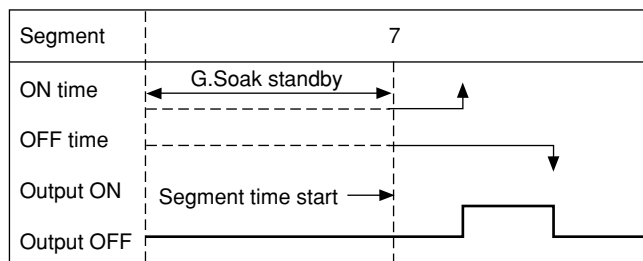 Segment 7
ON time
G.Soak standby
OFF time
Output ON
Segment time start
Output OFF